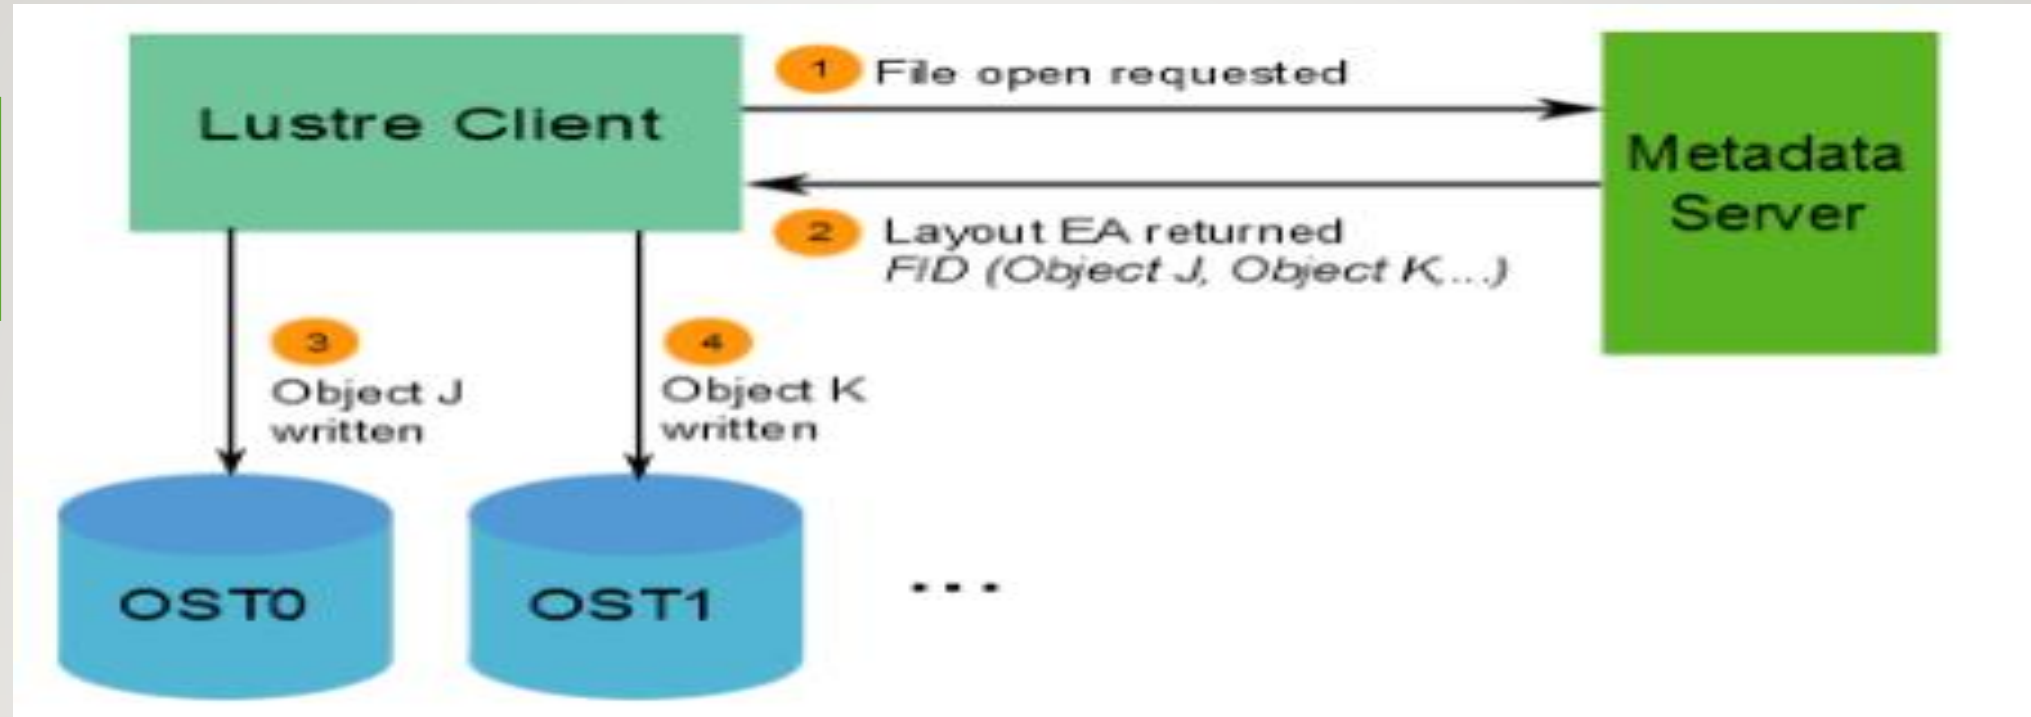 Lustre Client
1 File open requested
Metadata
Server
2 Layout EA returned
FID (Object J, Object K,...)
3
Object J
written
4
Object K
written
OST0
OST1
...